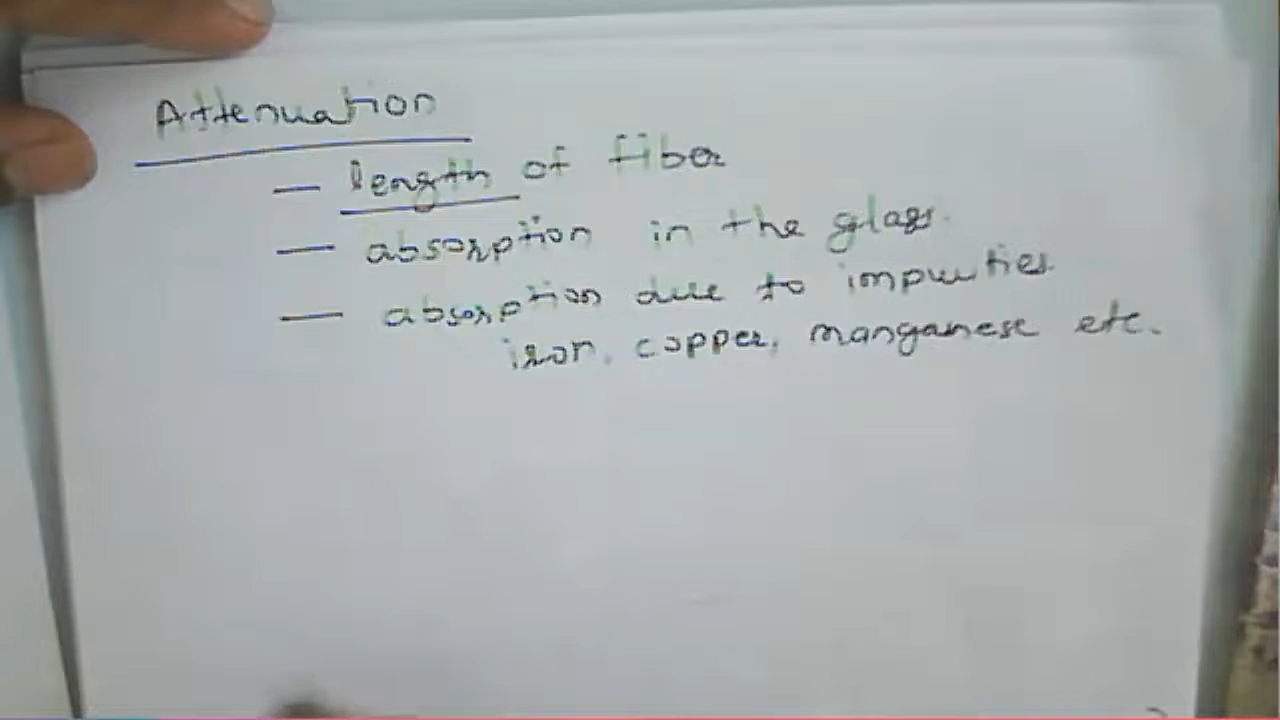 Attenuation
— length of fiber
— absorption in the glass.
— absorption due to impurities
iron, copper, manganese etc.